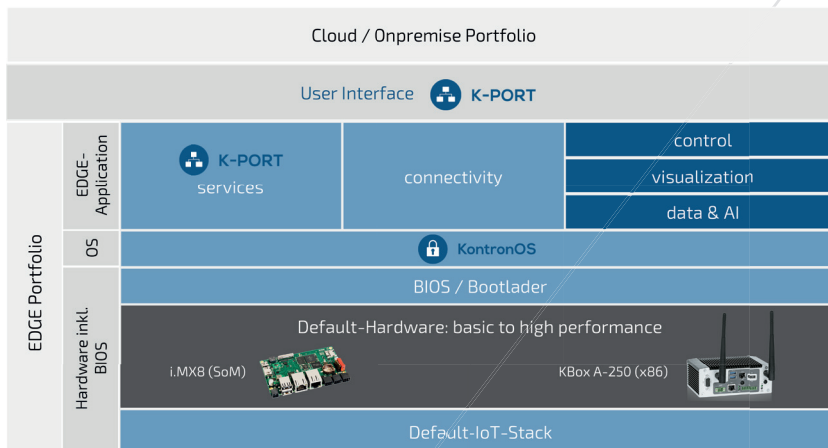 Cloud / Onpremise Portfolio
User Interface K-PORT
EDGE Portfolio
EDGE-
Application
K-PORT
services
connectivity
control
visualization
data & AI
OS
KontronOS
Hardware inkl.
BIOS
BIOS / Bootlader
Default-Hardware: basic to high performance
i.MX8 (SoM)
KBox A-250 (x86)
Default-IoT-Stack